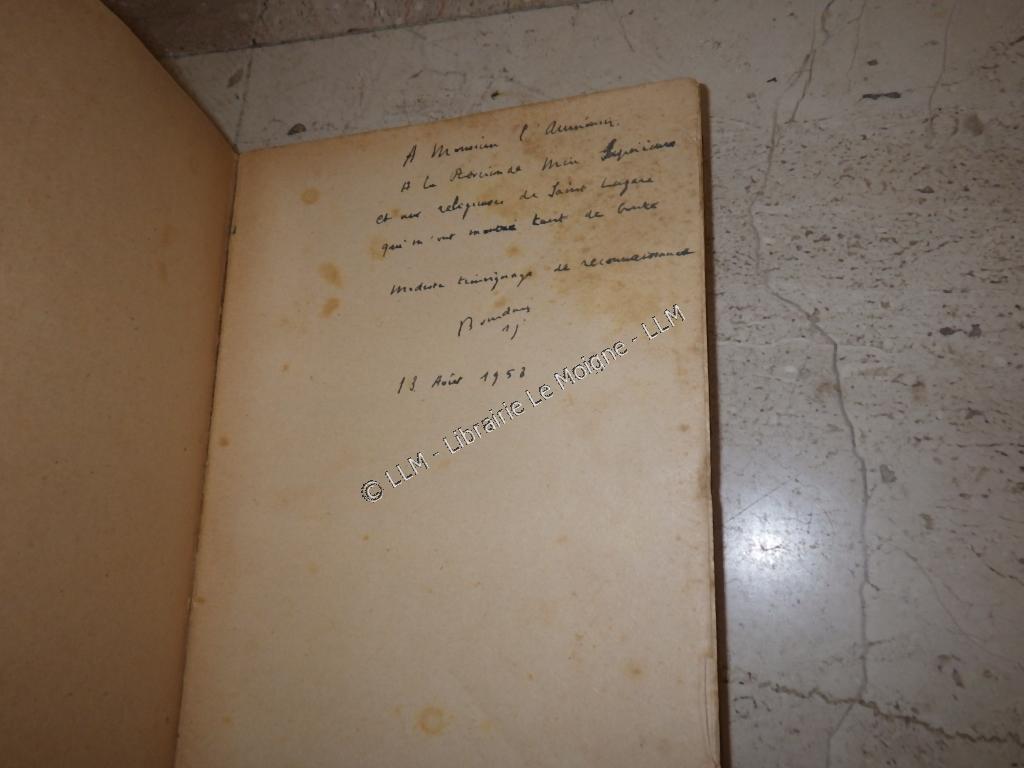 A Monsieur l'Aumônier
A la Révérende Mère Supérieure
et aux religieuses de Saint Lazare
qui m'ont montré tant de bonté
Modeste témoignage de reconnaissance
sj
13 Août 1958
© LLM - Librairie Le Moigne - LLM